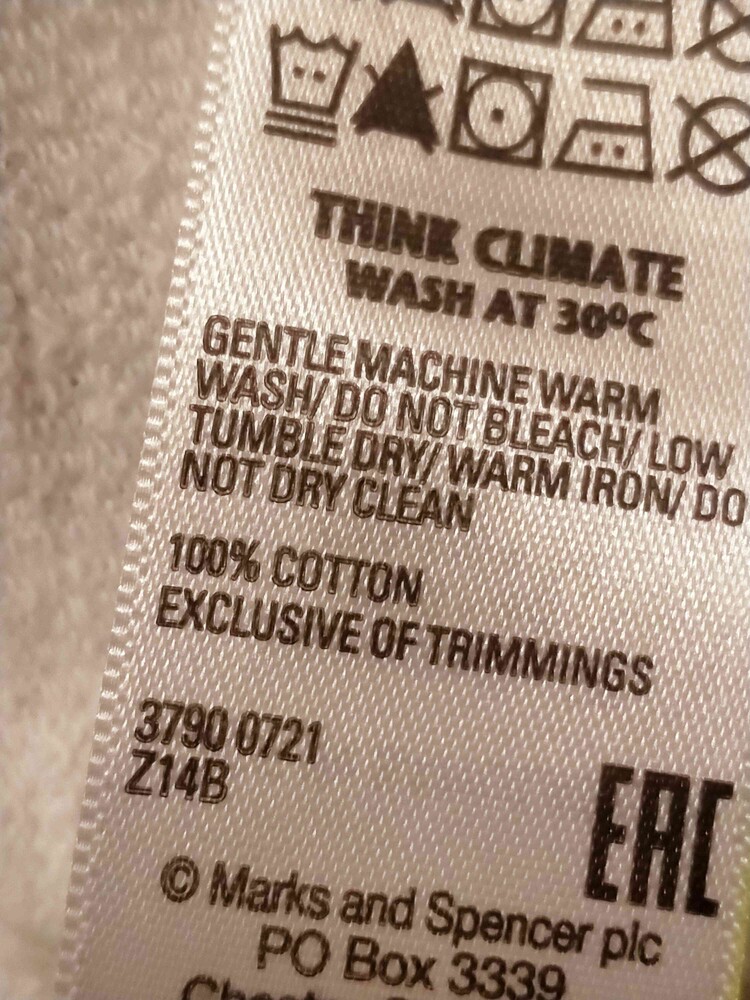 THINK CLIMATE
WASH AT 30ºC
GENTLE MACHINE WARM
WASH/ DO NOT BLEACH/ LOW
TUMBLE DRY/ WARM IRON/ DO
NOT DRY CLEAN
100% COTTON
EXCLUSIVE OF TRIMMINGS
3790 0721
Z14B
EAC
© Marks and Spencer plc
PO Box 3339